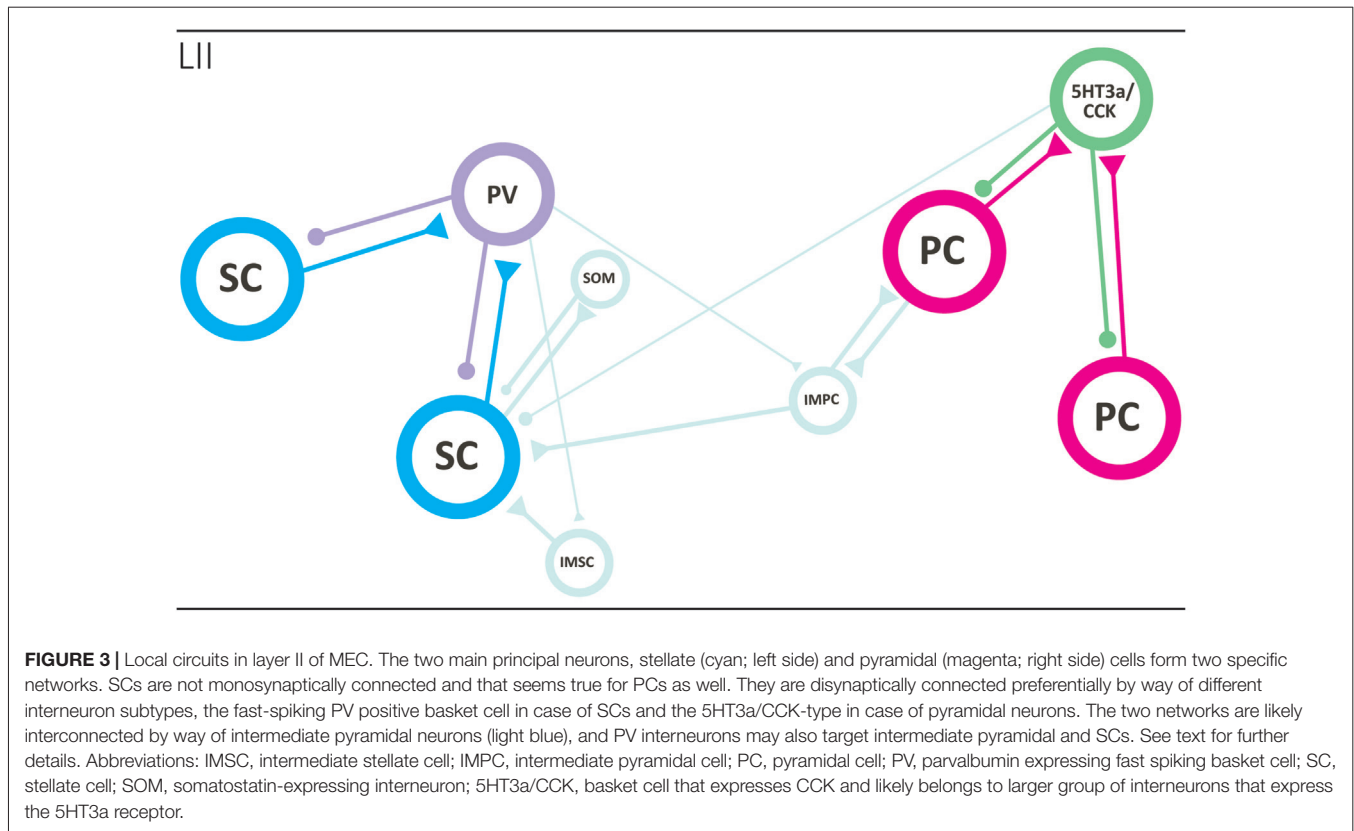 LII
5HT3a/
CCK
PV
SC
SOM
PC
IMPC
PC
SC
IMSC
FIGURE 3 | Local circuits in layer II of MEC. The two main principal neurons, stellate (cyan; left side) and pyramidal (magenta; right side) cells form two specific
networks. SCs are not monosynaptically connected and that seems true for PCs as well. They are disynaptically connected preferentially by way of different
interneuron subtypes, the fast-spiking PV positive basket cell in case of SCs and the 5HT3a/CCK-type in case of pyramidal neurons. The two networks are likely
interconnected by way of intermediate pyramidal neurons (light blue), and PV interneurons may also target intermediate pyramidal and SCs. See text for further
details. Abbreviations: IMSC, intermediate stellate cell; IMPC, intermediate pyramidal cell; PC, pyramidal cell; PV, parvalbumin expressing fast spiking basket cell; SC,
stellate cell; SOM, somatostatin-expressing interneuron; 5HT3a/CCK, basket cell that expresses CCK and likely belongs to larger group of interneurons that express
the 5HT3a receptor.